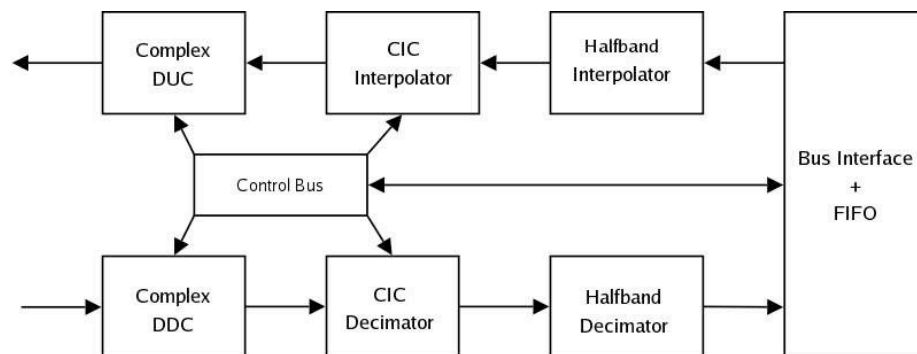 Complex
DUC
CIC
Interpolator
Halfband
Interpolator
Bus Interface
+
FIFO
Control Bus
Complex
DDC
CIC
Decimator
Halfband
Decimator